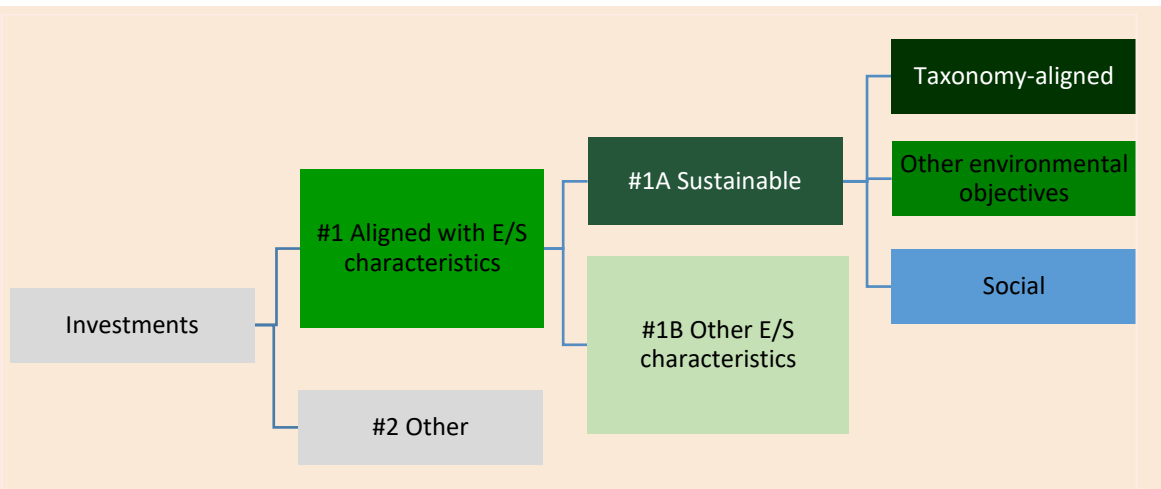 Investments
#1 Aligned with E/S
characteristics
#2 Other
#1A Sustainable
#1B Other E/S
characteristics
Taxonomy-aligned
Other environmental
objectives
Social